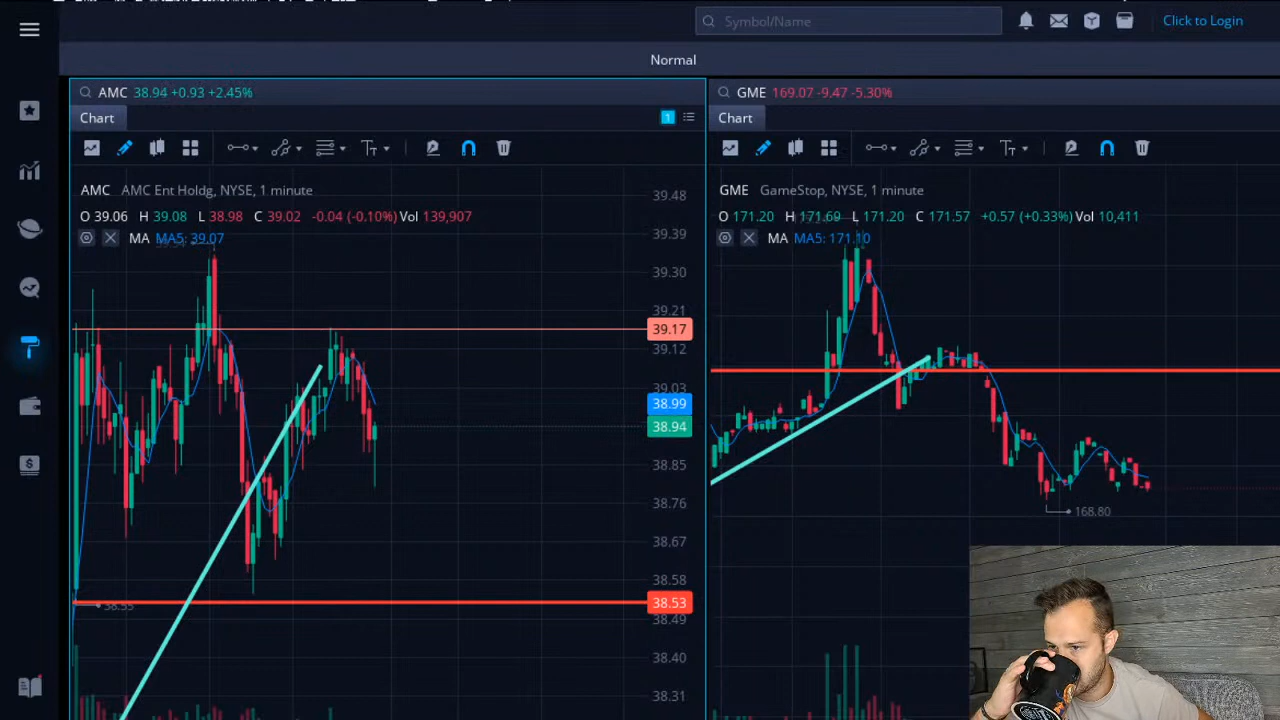 Symbol/Name
Click to Login
Normal
AMC 38.94 +0.93 +2.45%
Chart
1
AMC AMC Ent Holdg, NYSE, 1 minute
O 39.06 H 39.08 L 38.98 C 39.02 -0.04 (-0.10%) Vol 139,907
MA MA5: 39.07
39.48
39.39
39.30
39.21
39.17
39.12
39.03
38.99
38.94
38.85
38.76
38.67
38.58
38.55
38.53
38.49
38.40
38.31
GME 169.07 -9.47 -5.30%
Chart
GME GameStop, NYSE, 1 minute
O 171.20 H 171.69 L 171.20 C 171.57 +0.57 (+0.33%) Vol 10,411
MA MA5: 171.10
168.80